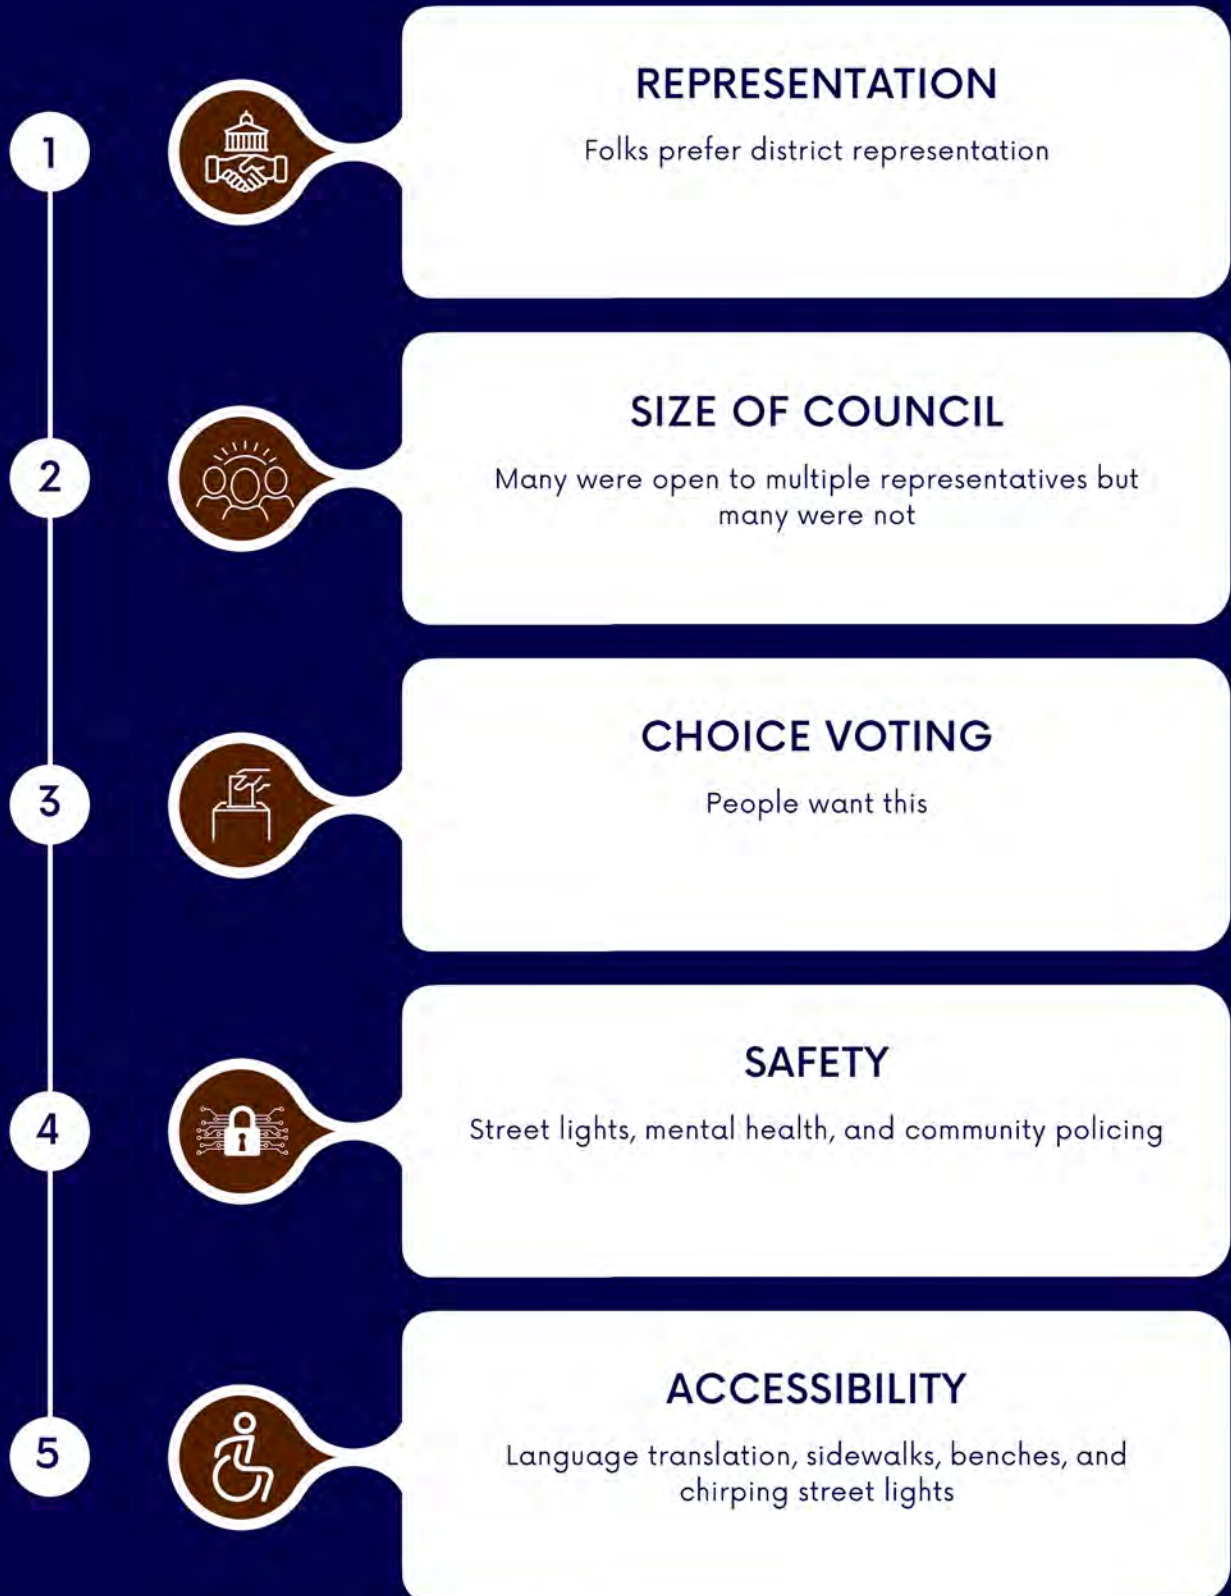 1
REPRESENTATION
Folks prefer district representation
2
SIZE OF COUNCIL
Many were open to multiple representatives but
many were not
3
CHOICE VOTING
People want this
4
SAFETY
Street lights, mental health, and community policing
5
ACCESSIBILITY
Language translation, sidewalks, benches, and
chirping street lights